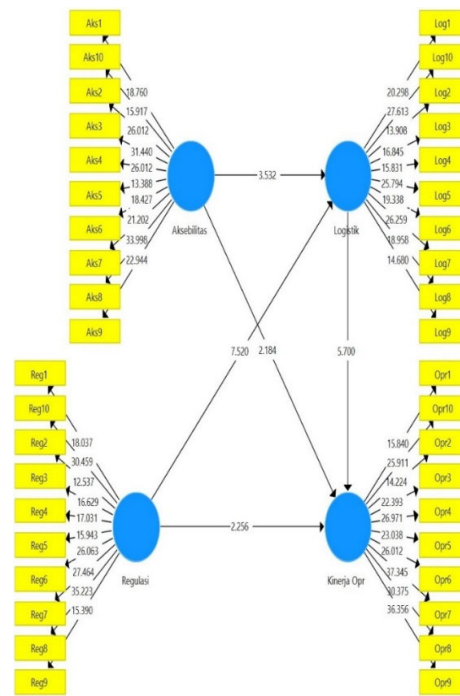 Aks1
Aks10
Aks2
Aks3
Aks4
Aks5
Aks6
Aks7
Aks8
Aks9
18.760
15.917
26.012
31.440
26.012
13.388
18.427
21.202
33.998
22.944
Aksebilitas
3.532
Log1
Log10
Log2
Log3
Log4
Log5
Log6
Log7
Log8
Log9
20.298
27.613
13.908
16.845
15.831
25.794
19.338
26.259
18.958
14.680
Logistik
7.520
2.184
5.700
Reg1
Reg10
Reg2
Reg3
Reg4
Reg5
Reg6
Reg7
Reg8
Reg9
18.037
30.459
12.537
16.629
17.031
15.943
26.063
27.464
35.223
15.390
Regulasi
2.256
Opr1
Opr10
Opr2
Opr3
Opr4
Opr5
Opr6
Opr7
Opr8
Opr9
15.840
25.911
14.224
22.393
26.971
23.038
26.012
37.345
30.375
36.356
Kinerja Opr